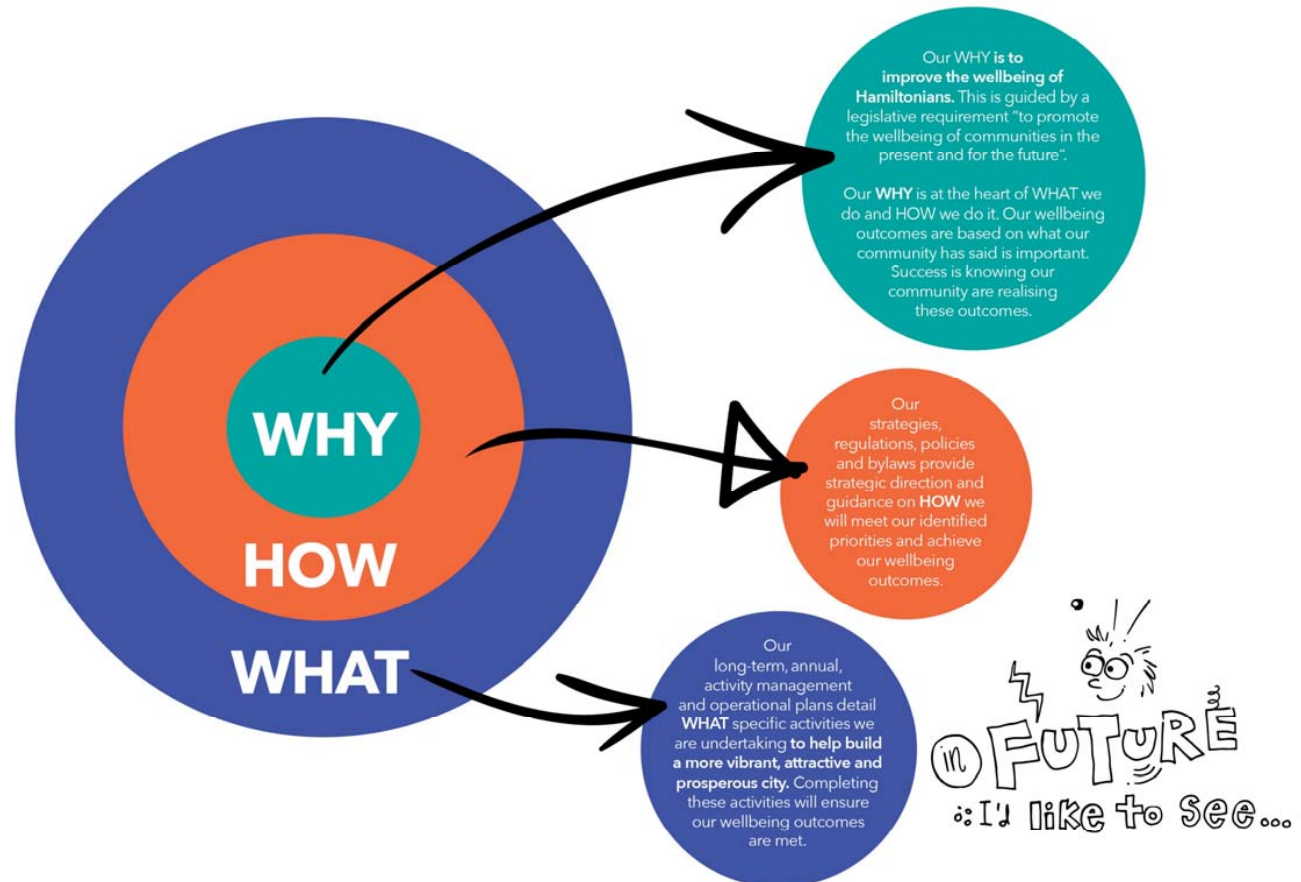 WHY
HOW
WHAT
Our WHY is to
improve the wellbeing of
Hamiltonians. This is guided by a
legislative requirement "to promote
the wellbeing of communities in the
present and for the future".
Our WHY is at the heart of WHAT we
do and HOW we do it. Our wellbeing
outcomes are based on what our
community has said is important.
Success is knowing our
community are realising
these outcomes.
Our
strategies,
regulations, policies
and bylaws provide
strategic direction and
guidance on HOW we
will meet our identified
priorities and achieve
our wellbeing
outcomes.
Our
long-term, annual,
activity management
and operational plans detail
WHAT specific activities we
are undertaking to help build
a more vibrant, attractive and
prosperous city. Completing
these activities will ensure
our wellbeing outcomes
are met.
in FUTURE
I'd like to see...